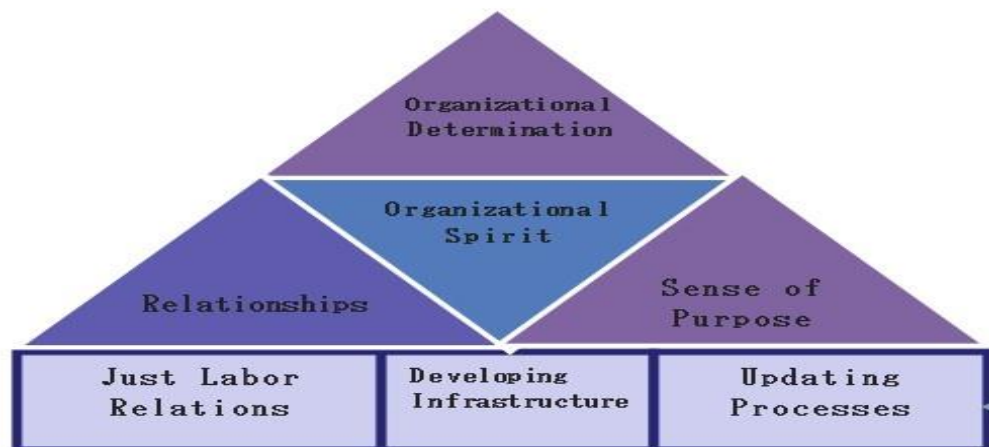 Organizational
Determination
Organizational
Spirit
Relationships
Sense of
Purpose
Just Labor
Relations
Developing
Infrastructure
Updating
Processes